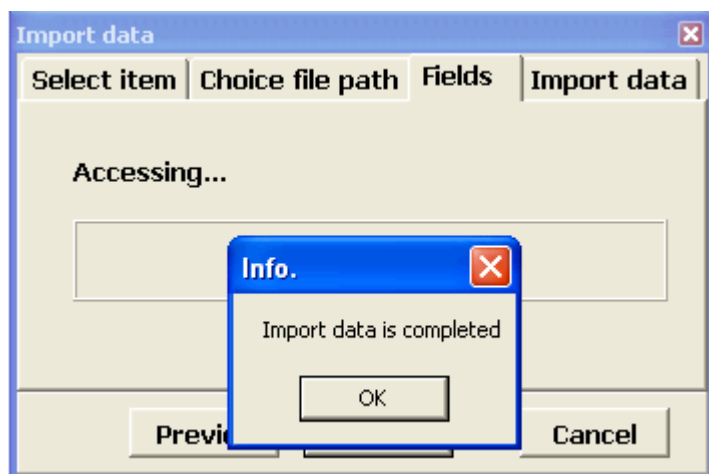 Import data
Select item Choice file path Fields Import data
Accessing...
Info.
Import data is completed
OK
Cancel